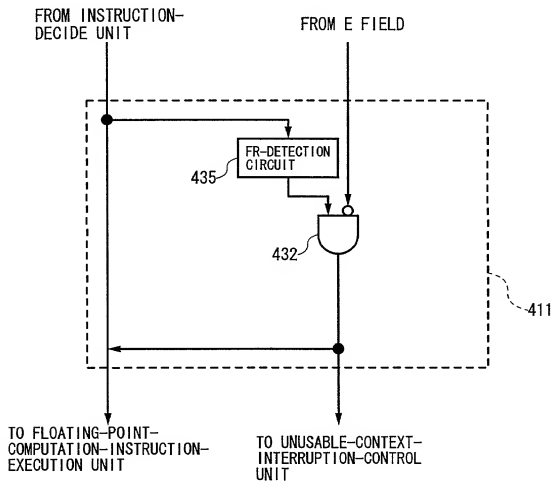 FROM INSTRUCTION-
DECIDE UNIT
FROM E FIELD
FR-DETECTION
CIRCUIT
435
432
411
TO FLOATING-POINT-
COMPUTATION-INSTRUCTION-
EXECUTION UNIT
TO UNUSABLE-CONTEXT-
INTERRUPTION-CONTROL
UNIT